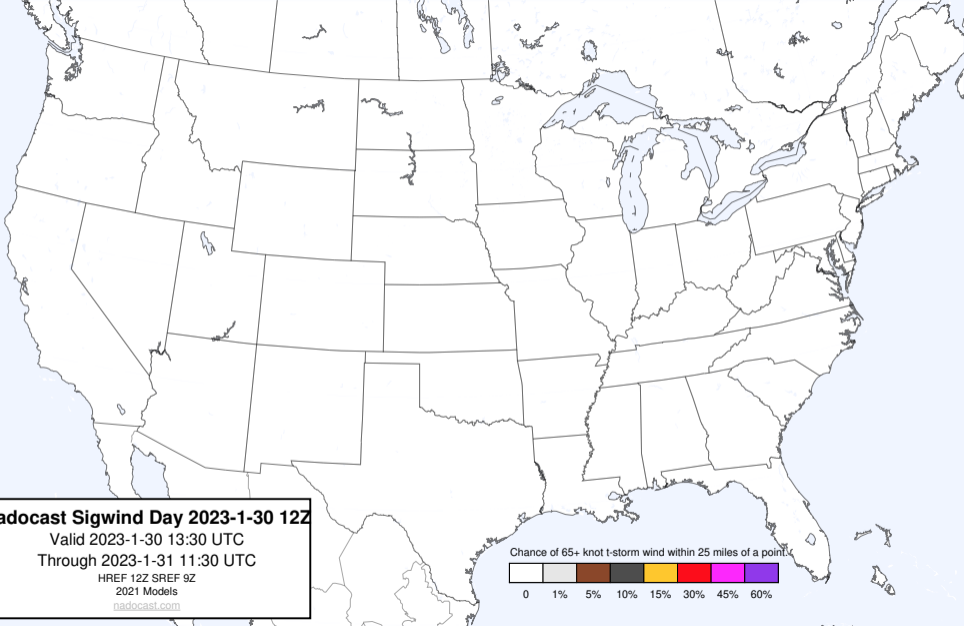 adocast Sigwind Day 2023-1-30 12Z
Valid 2023-1-30 13:30 UTC
Through 2023-1-31 11:30 UTC
HREF 12Z SREF 9Z
2021 Models
nadocast.com
Chance of 65+ knot t-storm wind within 25 miles of a point.
0 1% 5% 10% 15% 30% 45% 60%